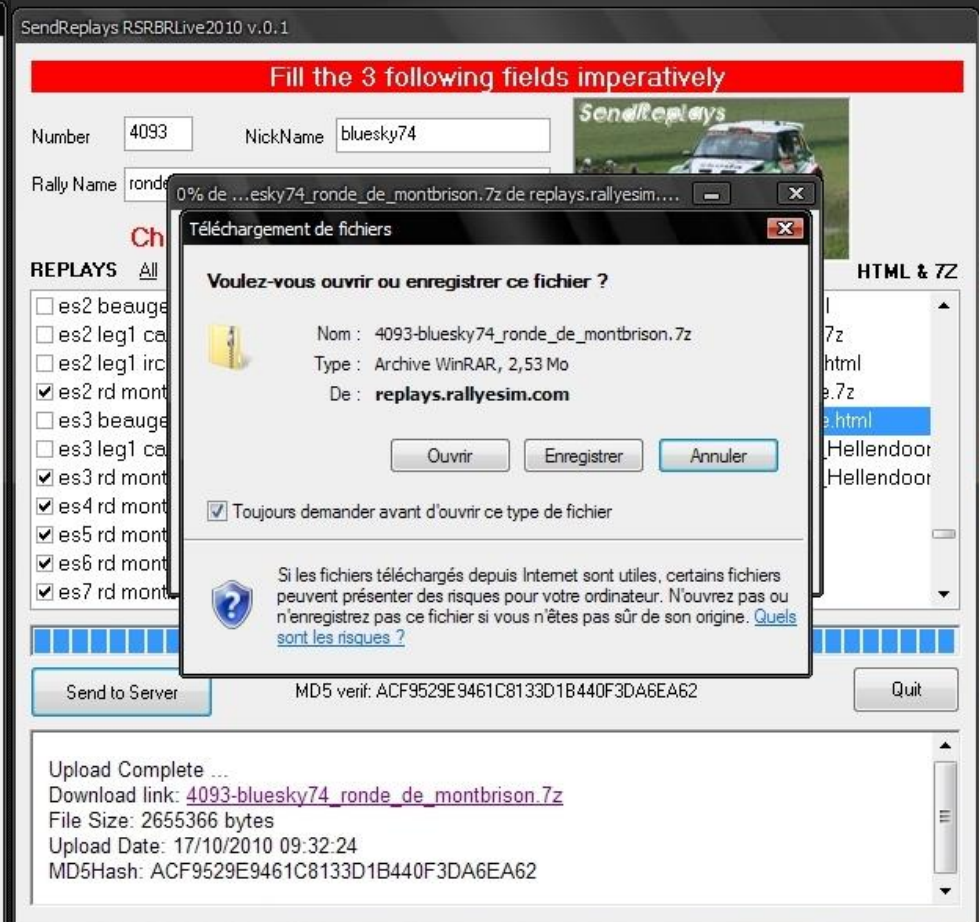 SendReplays RSRBRLive2010 v.0.1
Fill the 3 following fields imperatively
SendReplays
Number 4093 NickName bluesky74
Rally Name ronde
0% de ...esky74_ronde_de_montbrison.7z de replays.rallyesim....
Téléchargement de fichiers
Ch
REPLAYS All HTML & 7Z
Voulez-vous ouvrir ou enregistrer ce fichier ?
Nom : 4093-bluesky74_ronde_de_montbrison.7z
Type : Archive WinRAR, 2,53 Mo
De : replays.rallyesim.com
Ouvrir Enregistrer Annuler
Toujours demander avant d'ouvrir ce type de fichier
Si les fichiers téléchargés depuis Internet sont utiles, certains fichiers
peuvent présenter des risques pour votre ordinateur. N'ouvrez pas ou
n'enregistrez pas ce fichier si vous n'êtes pas sûr de son origine. Quels
sont les risques ?
es2 beauge
es2 leg1 ca
es2 leg1 irc
es2 rd mont
es3 beauge
es3 leg1 ca
es3 rd mont
es4 rd mont
es5 rd mont
es6 rd mont
es7 rd mont
l
7z
html
e.7z
e.html
_Hellendoor
_Hellendoor
Send to Server MD5 verif: ACF9529E9461C8133D1B440F3DA6EA62 Quit
Upload Complete ...
Download link: 4093-bluesky74_ronde_de_montbrison.7z
File Size: 2655366 bytes
Upload Date: 17/10/2010 09:32:24
MD5Hash: ACF9529E9461C8133D1B440F3DA6EA62